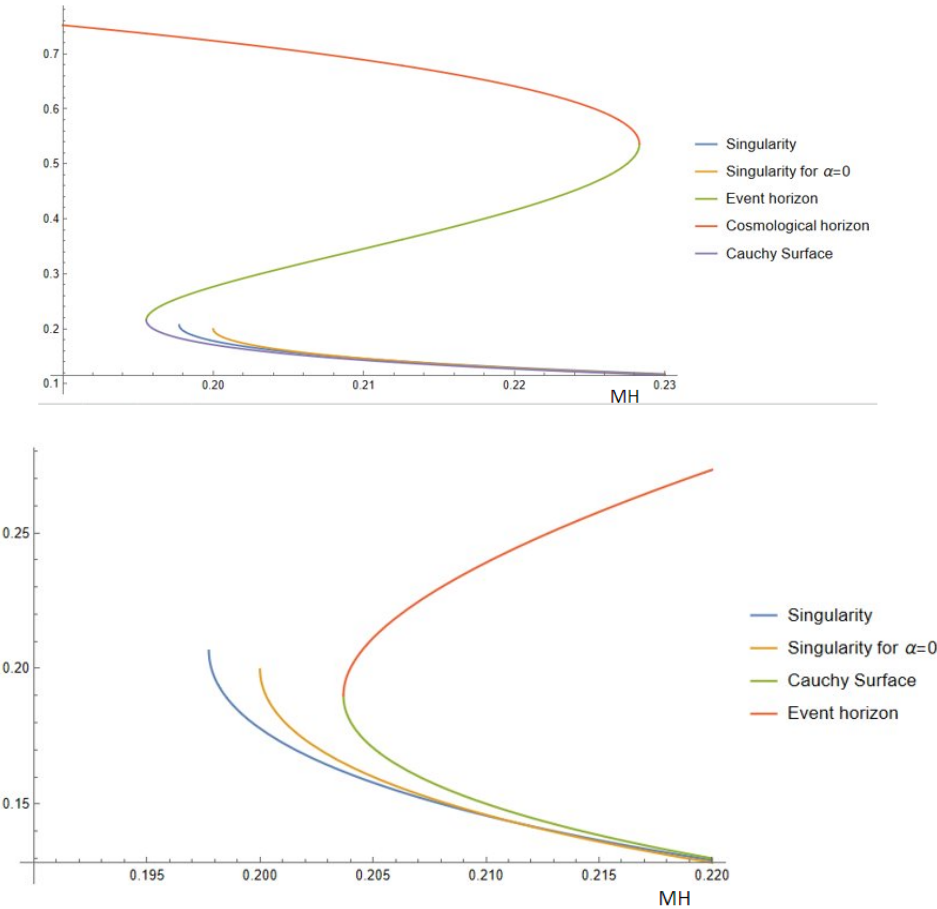 0.7
0.6
0.5
0.4
0.3
0.2
0.1
0.20
0.21
0.22
0.23
MH
Singularity
Singularity for α=0
Event horizon
Cosmological horizon
Cauchy Surface
0.25
0.20
0.15
0.195
0.200
0.205
0.210
0.215
0.220
MH
Singularity
Singularity for α=0
Cauchy Surface
Event horizon